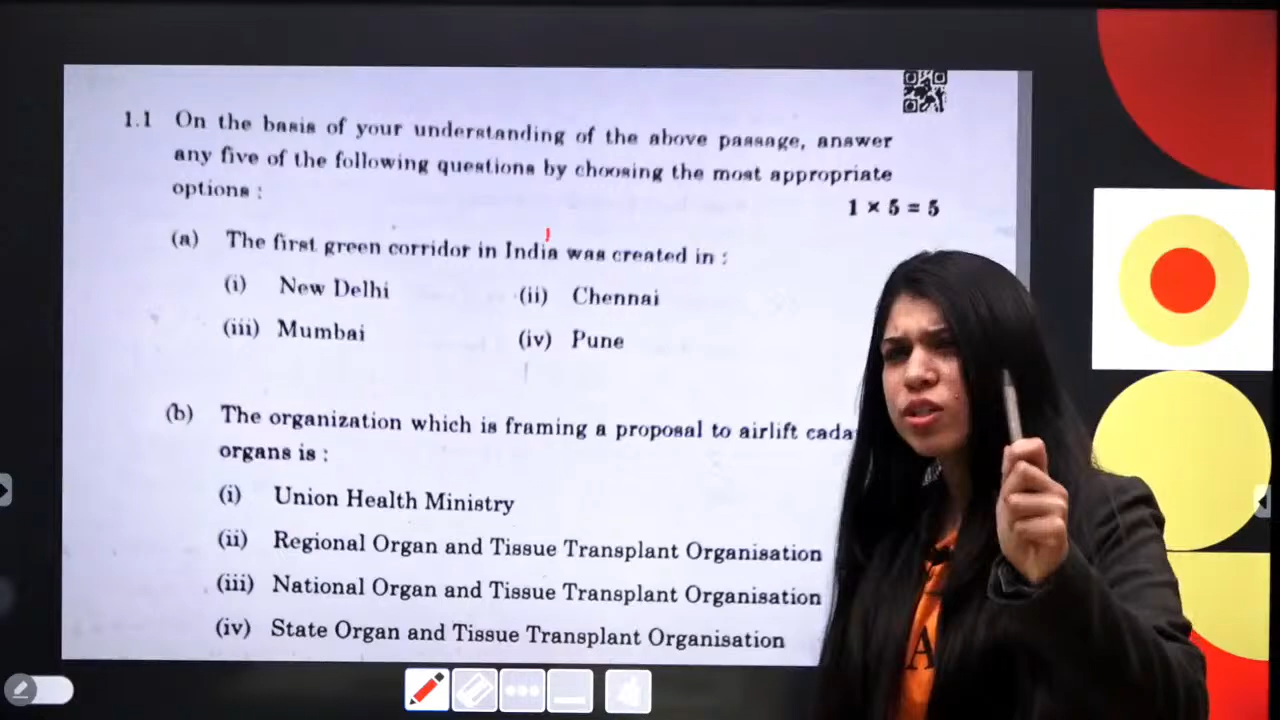 1.1 On the basis of your understanding of the above passage, answer
any five of the following questions by choosing the most appropriate
options :
1 × 5 = 5
(a) The first green corridor in India was created in :
(i) New Delhi (ii) Chennai
(iii) Mumbai (iv) Pune
(b) The organization which is framing a proposal to airlift cada
organs is :
(i) Union Health Ministry
(ii) Regional Organ and Tissue Transplant Organisation
(iii) National Organ and Tissue Transplant Organisation
(iv) State Organ and Tissue Transplant Organisation
A